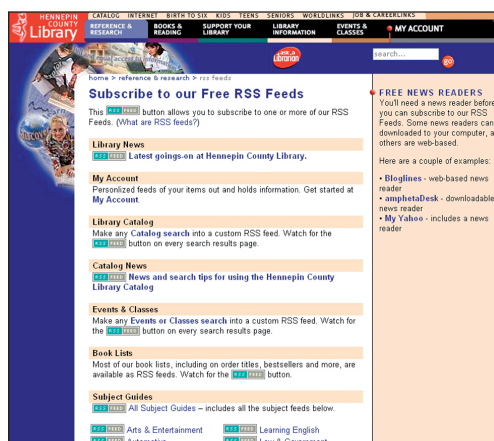 HENNEPIN
COUNTY
Library
CATALOG INTERNET BIRTH TO SIX KIDS TEENS SENIORS WORLDLINKS JOB & CAREERLINKS
REFERENCE &
RESEARCH
BOOKS &
READING
SUPPORT YOUR
LIBRARY
LIBRARY
INFORMATION
EVENTS &
CLASSES
MY ACCOUNT
access to
ask a
Librarian
search...
go
home > reference & research > rss feeds
Subscribe to our Free RSS Feeds
This RSS FEED button allows you to subscribe to one or more of our RSS
Feeds. (What are RSS feeds?)
Library News
RSS FEED Latest goings-on at Hennepin County Library.
My Account
Personlized feeds of your items out and holds information. Get started at
My Account.
Library Catalog
Make any Catalog search into a custom RSS feed. Watch for the
RSS FEED button on every search results page.
Catalog News
RSS FEED News and search tips for using the Hennepin County
Library Catalog
Events & Classes
Make any Events or Classes search into a custom RSS feed. Watch for
the RSS FEED button on every search results page.
Book Lists
Most of our book lists, including on order titles, bestsellers and more, are
available as RSS feeds. Watch for the RSS FEED button.
Subject Guides
RSS FEED All Subject Guides – includes all the subject feeds below.
RSS FEED Arts & Entertainment RSS FEED Learning English
RSS FEED Automotive RSS FEED Law & Government
FREE NEWS READERS
You'll need a news reader before
you can subscribe to our RSS
Feeds. Some news readers can
downloaded to your computer, a
others are web-based.
Here are a couple of examples:
• Bloglines - web-based news
reader
• amphetaDesk - downloadable
news reader
• My Yahoo - includes a news
reader